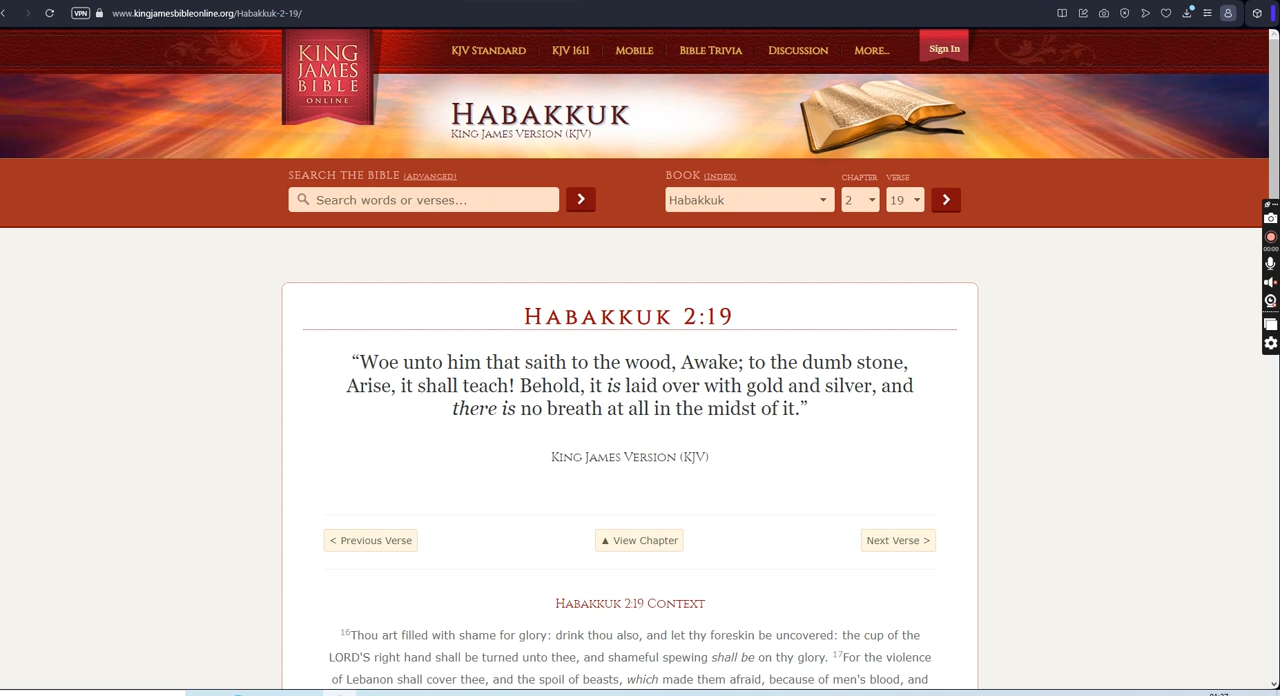 VPN www.kingjamesbibleonline.org/Habakkuk-2-19/
KING
JAMES
BIBLE
ONLINE
KJV STANDARD KJV 1611 MOBILE BIBLE TRIVIA DISCUSSION MORE... Sign In
HABAKKUK
KING JAMES VERSION (KJV)
SEARCH THE BIBLE (ADVANCED) BOOK (INDEX) CHAPTER VERSE
Search words or verses... > Habakkuk 2 19 >
00:00
HABAKKUK 2:19
“Woe unto him that saith to the wood, Awake; to the dumb stone,
Arise, it shall teach! Behold, it is laid over with gold and silver, and
there is no breath at all in the midst of it.”
KING JAMES VERSION (KJV)
< Previous Verse ▲ View Chapter Next Verse >
HABAKKUK 2:19 CONTEXT
16Thou art filled with shame for glory: drink thou also, and let thy foreskin be uncovered: the cup of the
LORD'S right hand shall be turned unto thee, and shameful spewing shall be on thy glory. 17For the violence
of Lebanon shall cover thee, and the spoil of beasts, which made them afraid, because of men's blood, and